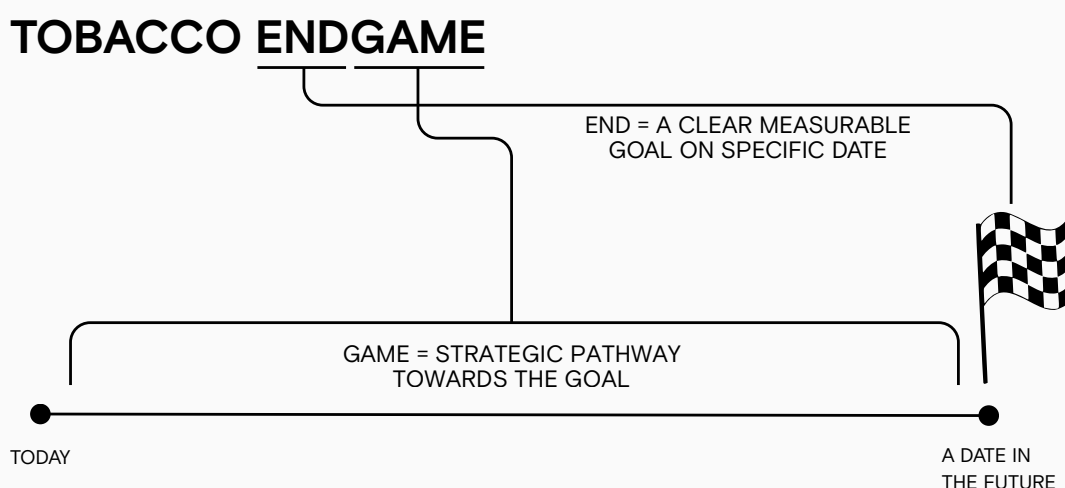 TOBACCO ENDGAME
END = A CLEAR MEASURABLE
GOAL ON SPECIFIC DATE
GAME = STRATEGIC PATHWAY
TOWARDS THE GOAL
TODAY
A DATE IN
THE FUTURE